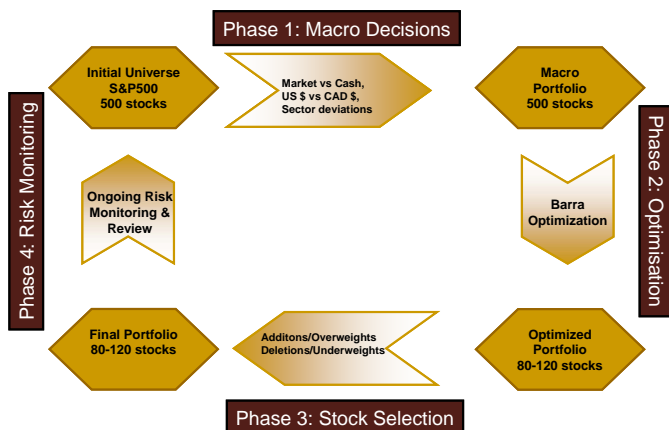 Phase 1: Macro Decisions
Initial Universe
S&P500
500 stocks
Market vs Cash,
US $ vs CAD $,
Sector deviations
Macro
Portfolio
500 stocks
Phase 2: Optimisation
Barra
Optimization
Optimized
Portfolio
80-120 stocks
Additons/Overweights
Deletions/Underweights
Phase 3: Stock Selection
Final Portfolio
80-120 stocks
Phase 4: Risk Monitoring
Ongoing Risk
Monitoring &
Review